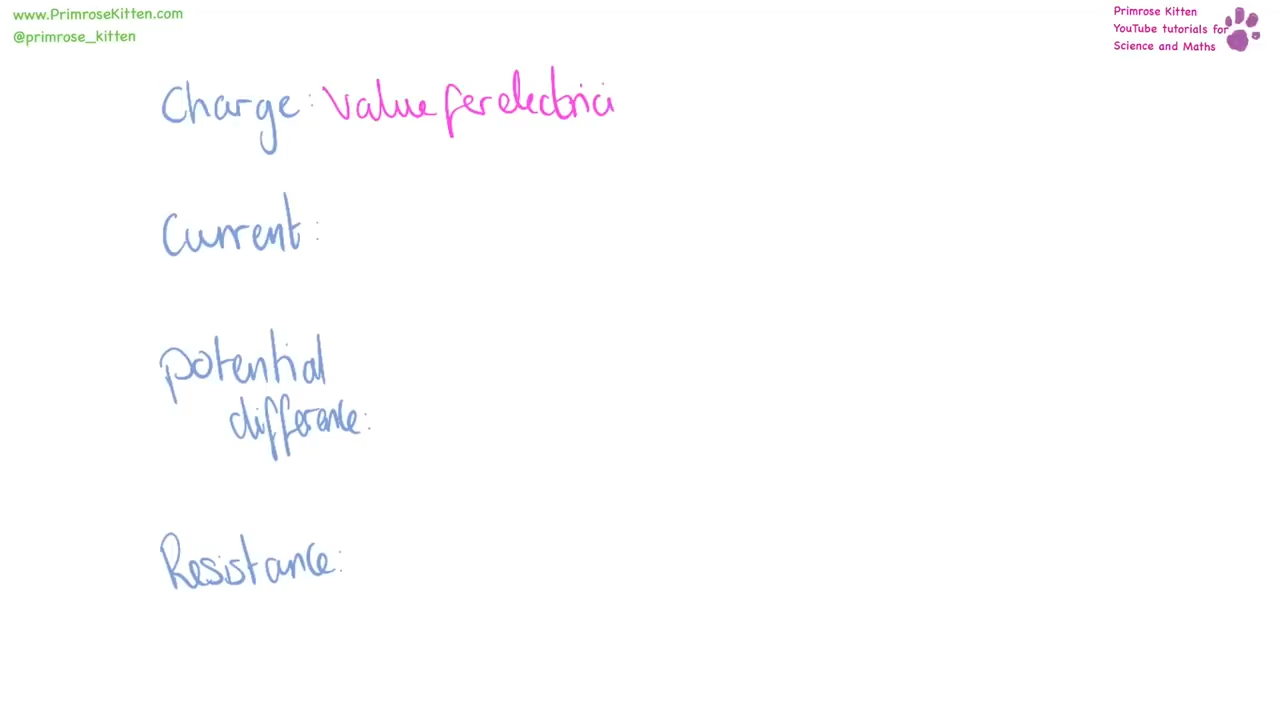 www.PrimroseKitten.com
@primrose_kitten
Primrose Kitten
YouTube tutorials for
Science and Maths
Charge: Value for electrici
Current:
potential
difference:
Resistance: